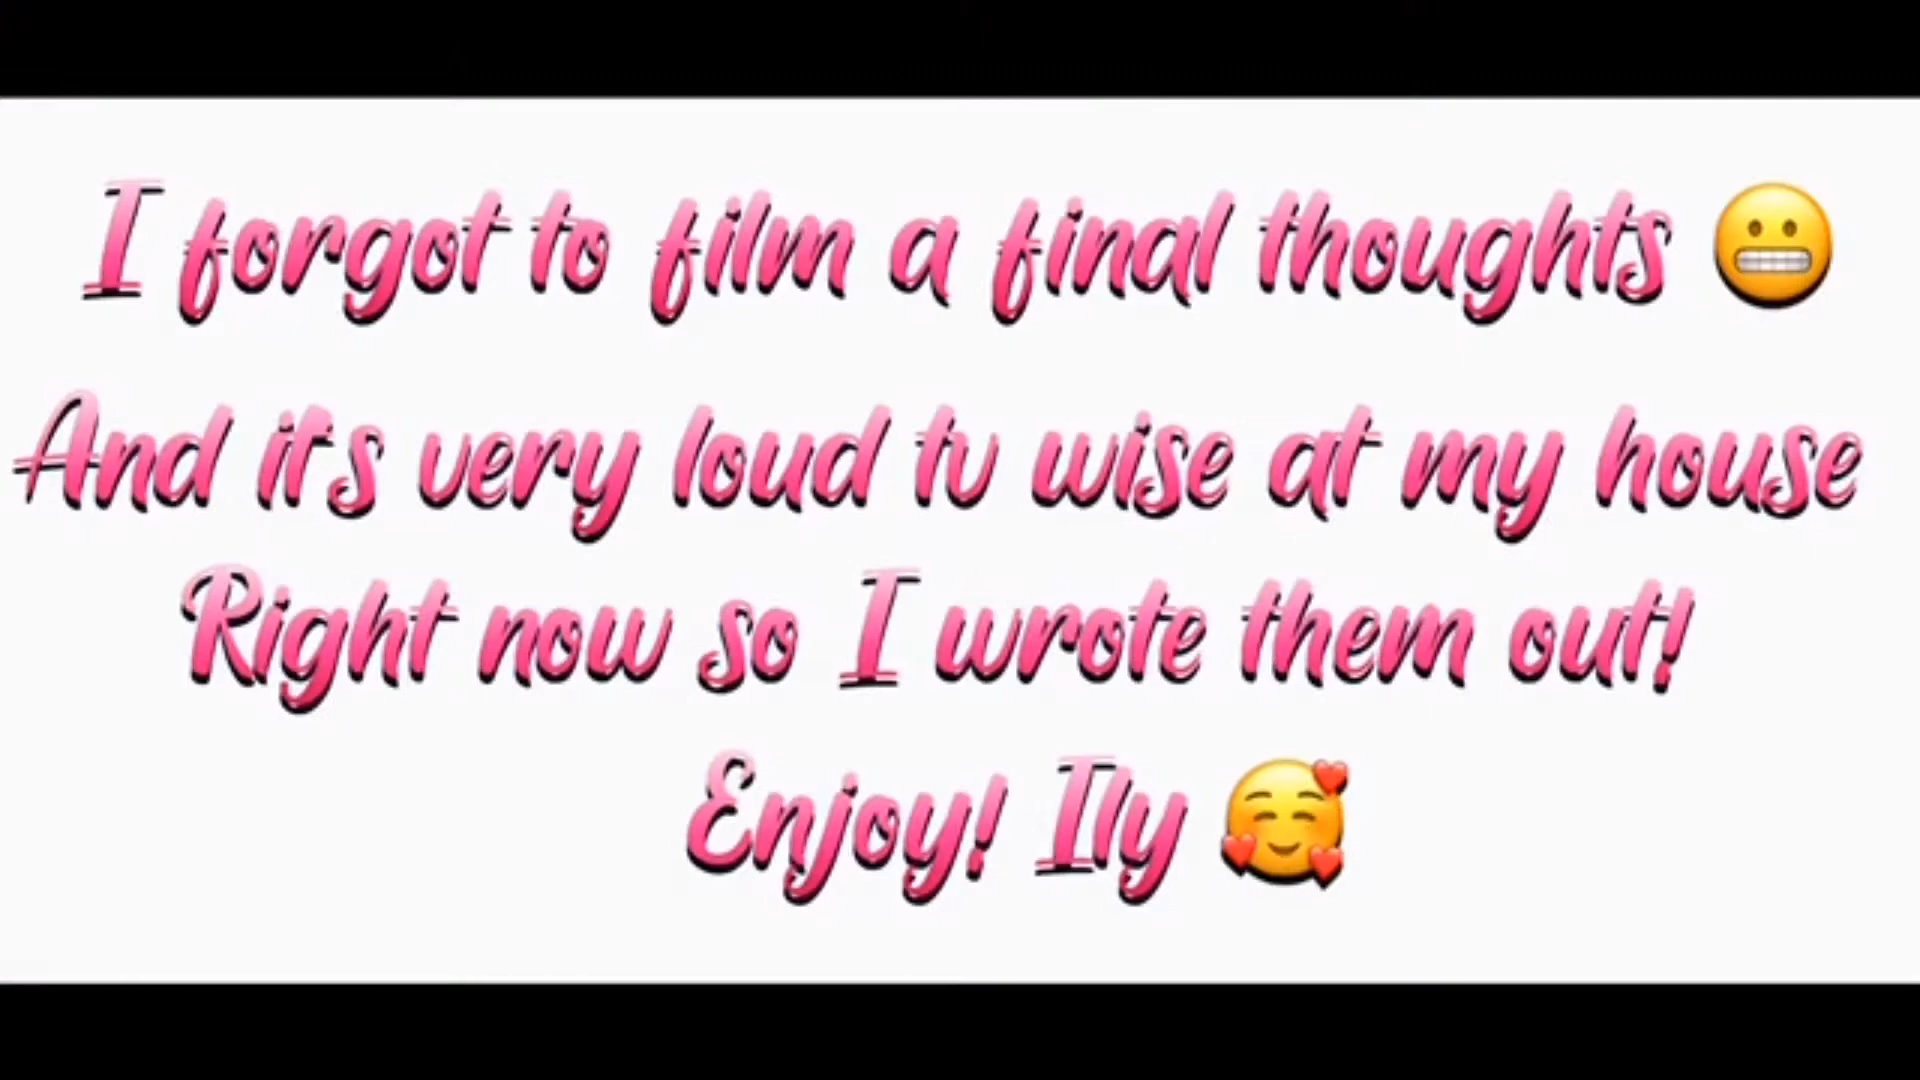 I forgot to film a final thoughts 😬
And it's very loud tv wise at my house
Right now so I wrote them out!
Enjoy! Ily 🥰